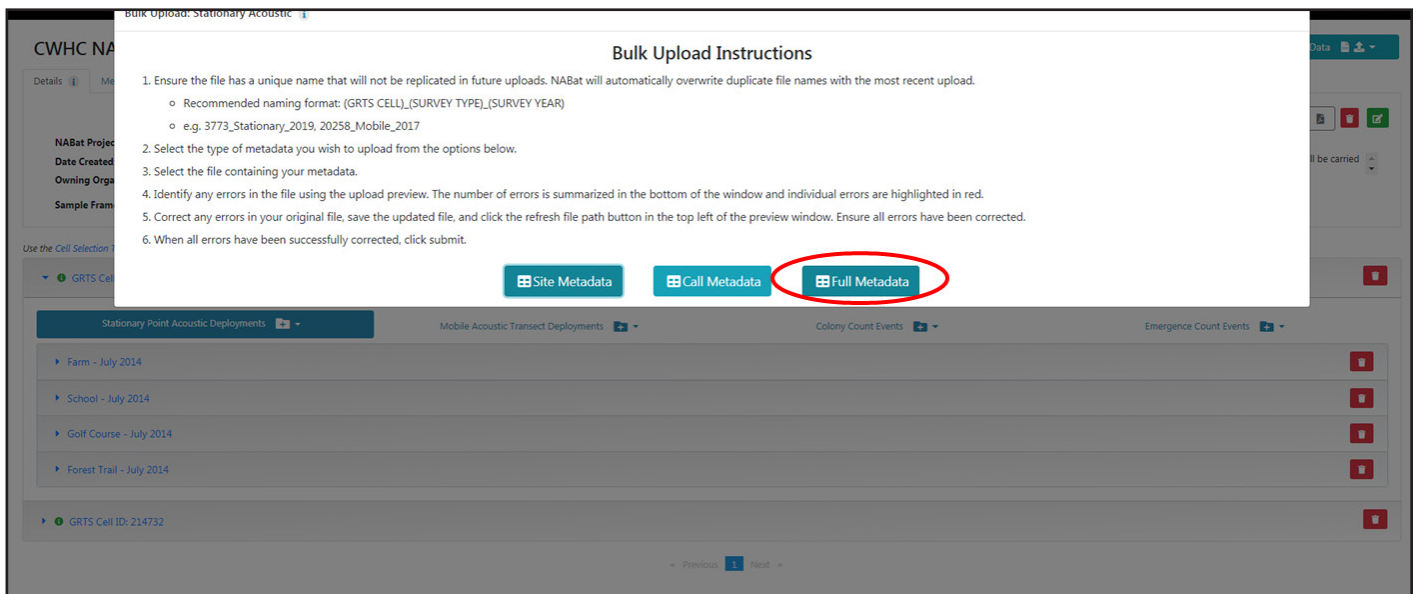 Bulk Upload: Stationary Acoustic i
CWHC NA
Data
Bulk Upload Instructions
Details i Me
1. Ensure the file has a unique name that will not be replicated in future uploads. NABat will automatically overwrite duplicate file names with the most recent upload.
Recommended naming format: (GRTS CELL)_(SURVEY TYPE)_(SURVEY YEAR)
e.g. 3773_Stationary_2019, 20258_Mobile_2017
2. Select the type of metadata you wish to upload from the options below.
3. Select the file containing your metadata.
4. Identify any errors in the file using the upload preview. The number of errors is summarized in the bottom of the window and individual errors are highlighted in red.
5. Correct any errors in your original file, save the updated file, and click the refresh file path button in the top left of the preview window. Ensure all errors have been corrected.
6. When all errors have been successfully corrected, click submit.
NABat Projec
Date Created
Owning Orga
Sample Fram
ll be carried
Use the Cell Selection T
Site Metadata Call Metadata Full Metadata
GRTS Cel
Stationary Point Acoustic Deployments Mobile Acoustic Transect Deployments Colony Count Events Emergence Count Events
Farm - July 2014
School - July 2014
Golf Course - July 2014
Forest Trail - July 2014
GRTS Cell ID: 214732
« Previous 1 Next »